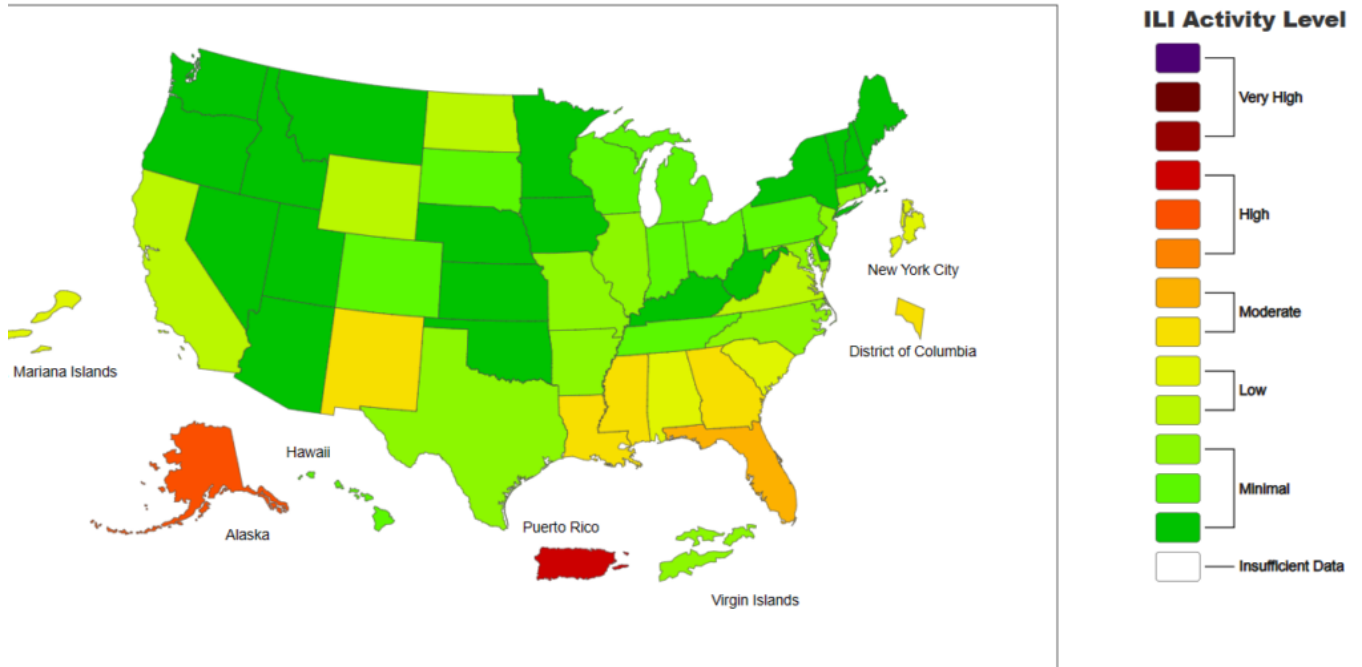 ILI Activity Level
Very High
High
Moderate
Low
Minimal
Insufficient Data
New York City
District of Columbia
Mariana Islands
Hawaii
Alaska
Puerto Rico
Virgin Islands